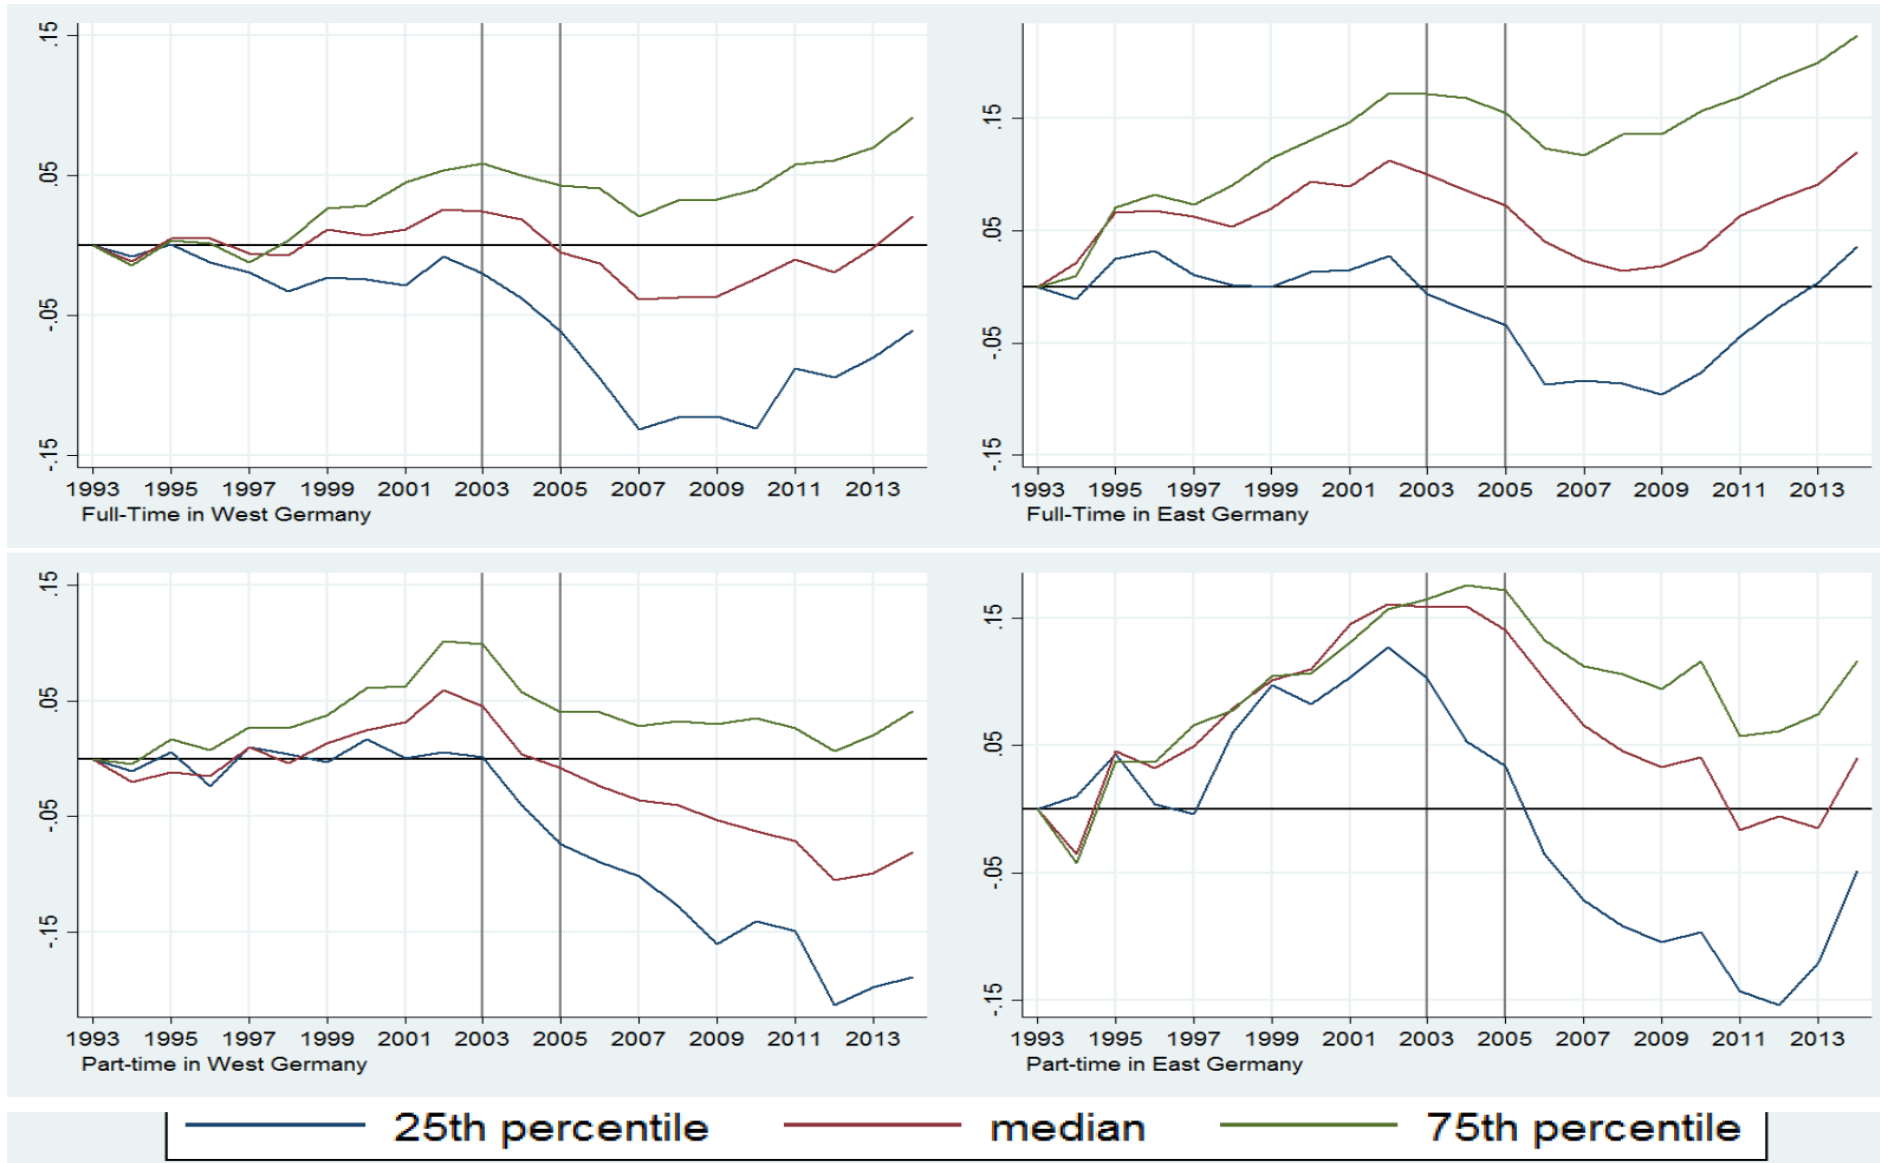 .15
.05
-.05
-.15
1993 1995 1997 1999 2001 2003 2005 2007 2009 2011 2013
Full-Time in West Germany
.15
.05
-.05
-.15
1993 1995 1997 1999 2001 2003 2005 2007 2009 2011 2013
Full-Time in East Germany
.15
.05
-.05
-.15
1993 1995 1997 1999 2001 2003 2005 2007 2009 2011 2013
Part-time in West Germany
.15
.05
-.05
-.15
1993 1995 1997 1999 2001 2003 2005 2007 2009 2011 2013
Part-time in East Germany
25th percentile median 75th percentile